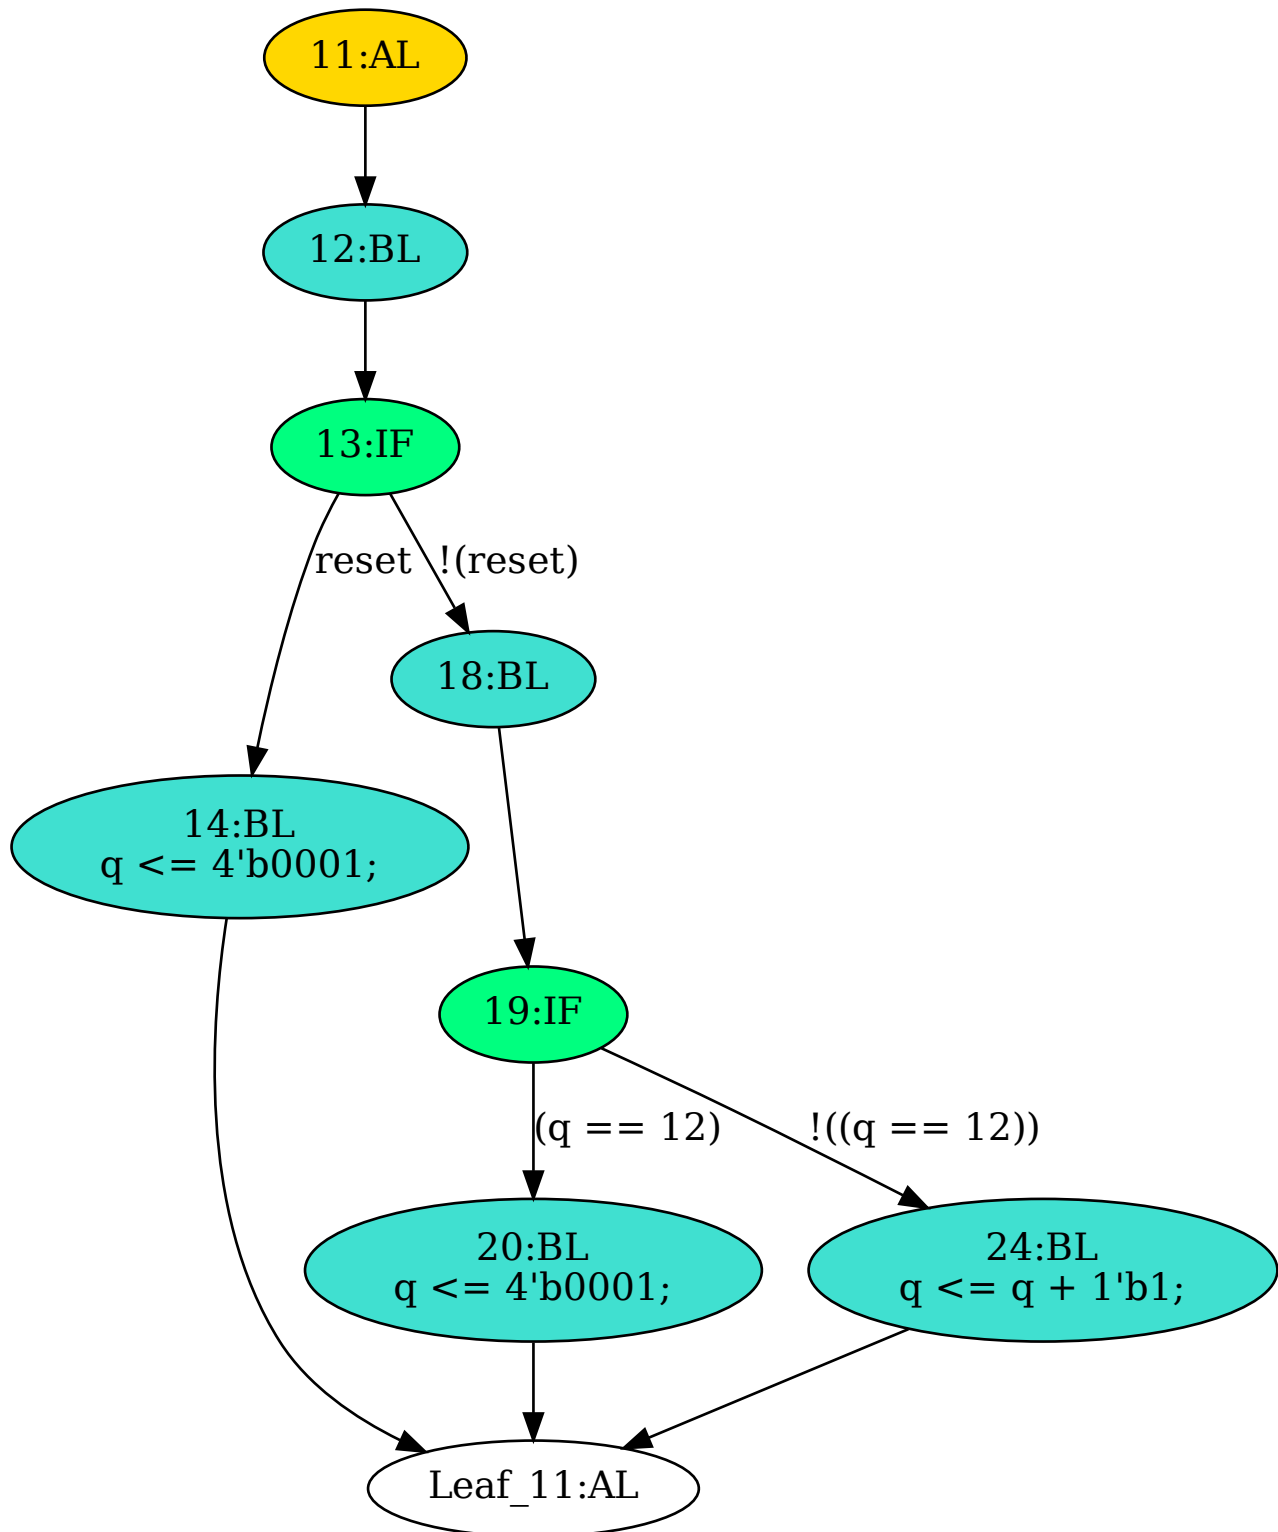 11:AL
12:BL
13:IF
reset
!(reset)
18:BL
14:BL
q <= 4'b0001;
19:IF
(q == 12)
!((q == 12))
20:BL
q <= 4'b0001;
24:BL
q <= q + 1'b1;
Leaf_11:AL